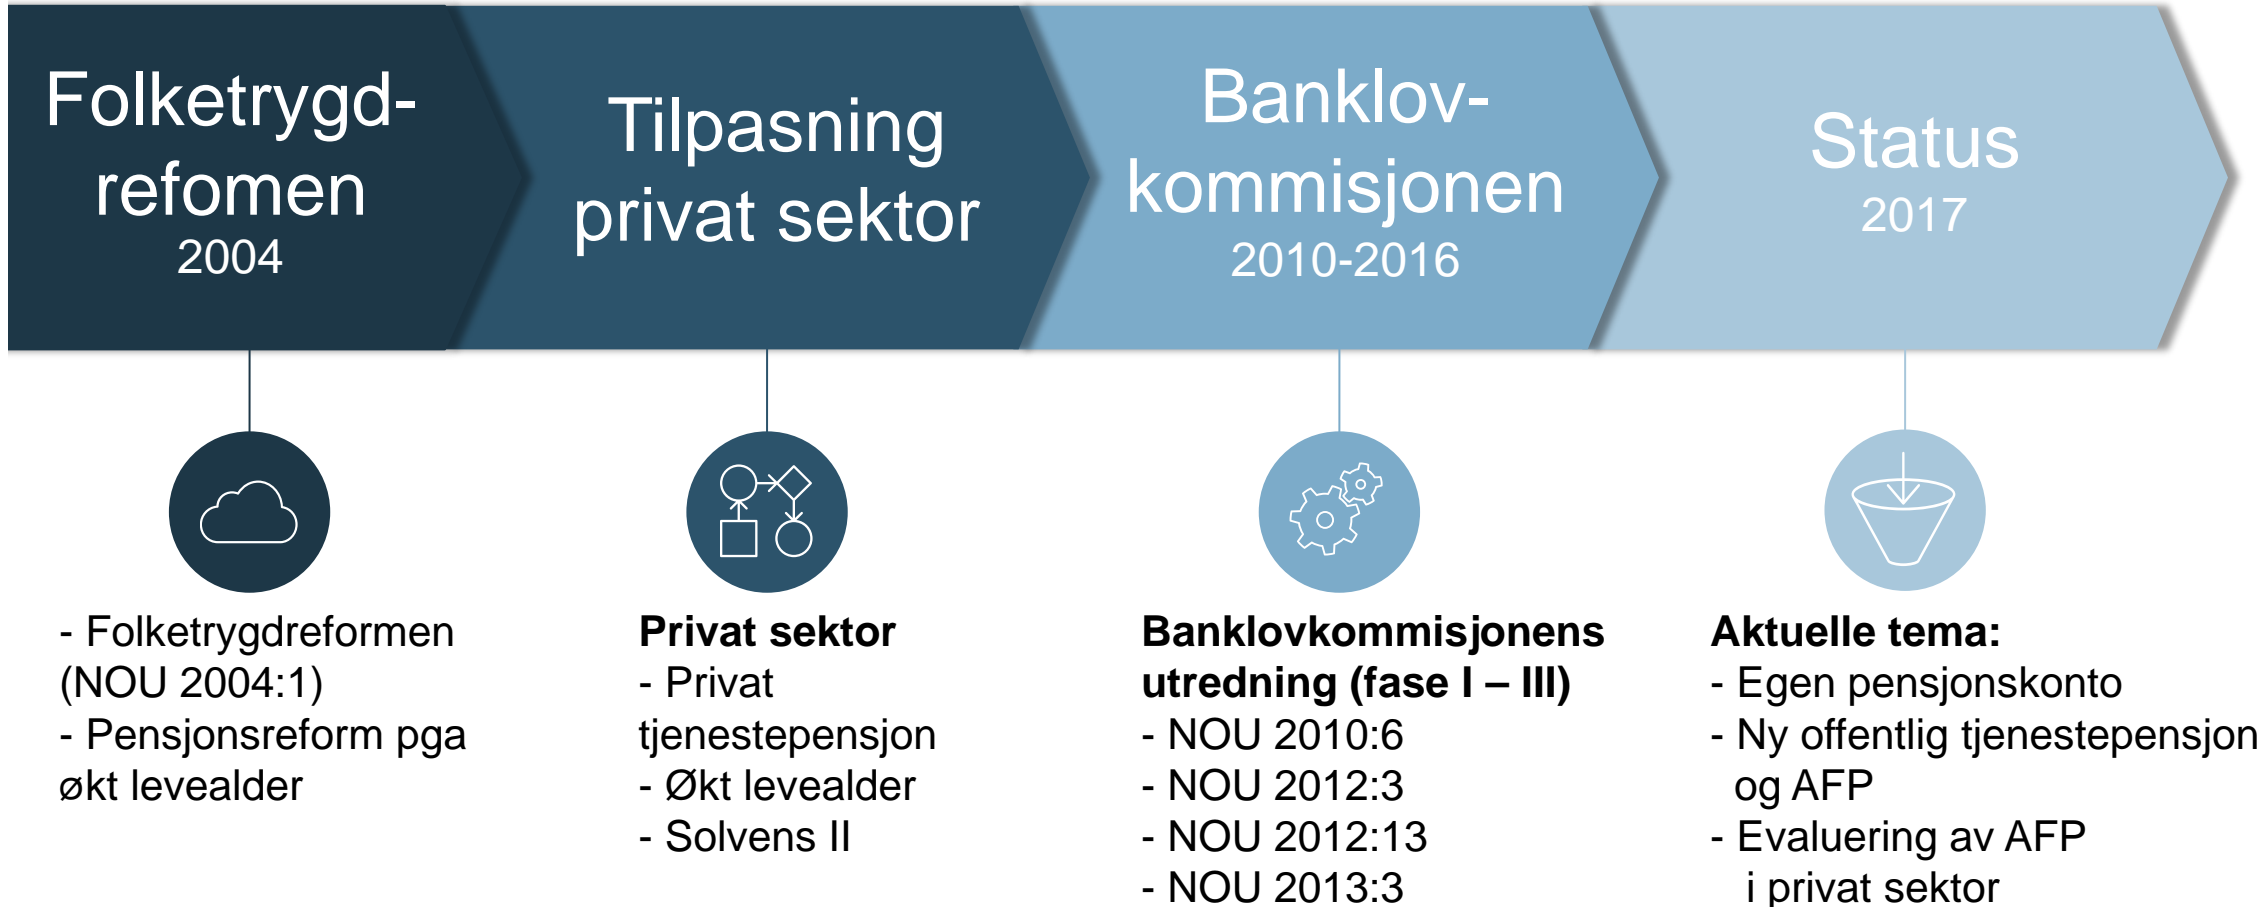 Folketrygd-
refomen
2004
Tilpasning
privat sektor
Banklov-
kommisjonen
2010-2016
Status
2017
- Folketrygdreformen
(NOU 2004:1)
- Pensjonsreform pga
økt levealder
Privat sektor
- Privat
tjenestepensjon
- Økt levealder
- Solvens II
Banklovkommisjonens
utredning (fase I – III)
- NOU 2010:6
- NOU 2012:3
- NOU 2012:13
- NOU 2013:3
Aktuelle tema:
- Egen pensjonskonto
- Ny offentlig tjenestepensjon
og AFP
- Evaluering av AFP
i privat sektor